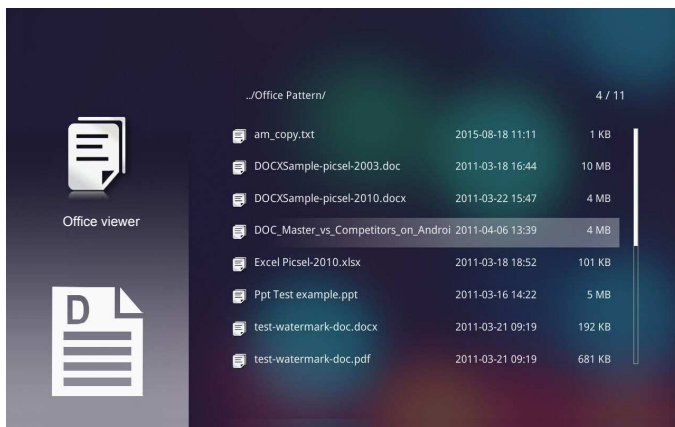 ../Office Pattern/ 4 / 11
am_copy.txt 2015-08-18 11:11 1 KB
DOCXSample-picsel-2003.doc 2011-03-18 16:44 10 MB
DOCXSample-picsel-2010.docx 2011-03-22 15:47 4 MB
Office viewer
DOC_Master_vs_Competitors_on_Androi 2011-04-06 13:39 4 MB
Excel Picsel-2010.xlsx 2011-03-18 18:52 101 KB
Ppt Test example.ppt 2011-03-16 14:22 5 MB
test-watermark-doc.docx 2011-03-21 09:19 192 KB
test-watermark-doc.pdf 2011-03-21 09:19 681 KB
D